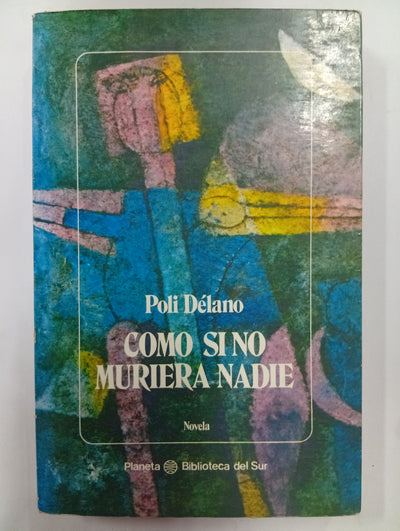 Poli Délano
COMO SI NO
MURIERA NADIE
Novela
Planeta Biblioteca del Sur